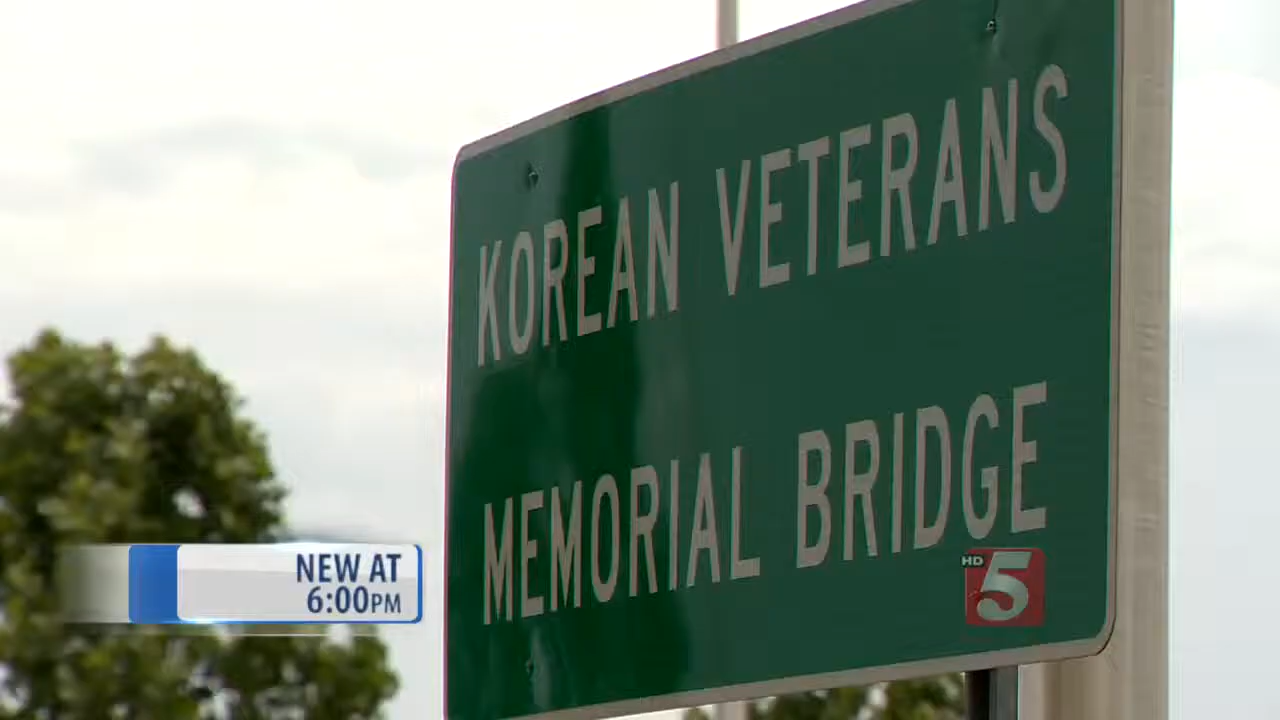 KOREAN VETERANS
MEMORIAL BRIDGE
NEW AT
6:00PM
HD
5